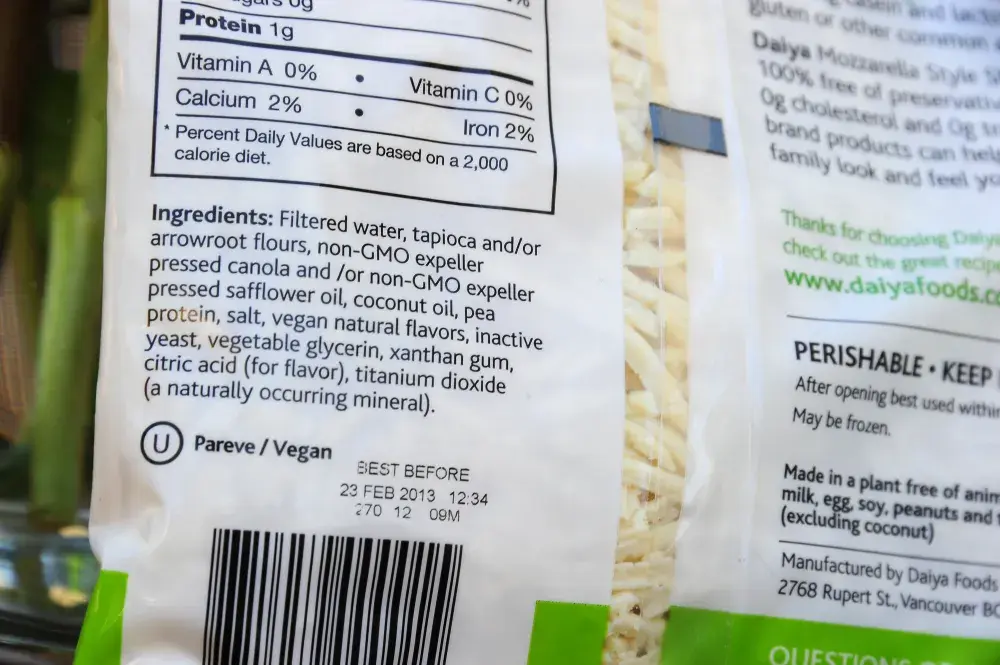 Protein 1g
Vitamin A 0% • Vitamin C 0%
Calcium 2% • Iron 2%
* Percent Daily Values are based on a 2,000
calorie diet.
Ingredients: Filtered water, tapioca and/or
arrowroot flours, non-GMO expeller
pressed canola and /or non-GMO expeller
pressed safflower oil, coconut oil, pea
protein, salt, vegan natural flavors, inactive
yeast, vegetable glycerin, xanthan gum,
citric acid (for flavor), titanium dioxide
(a naturally occurring mineral).
U Pareve / Vegan
BEST BEFORE
23 FEB 2013 12:34
270 12 09M
gluten or other common
Daiya Mozzarella Style
100% free of
0g cholesterol and 0g
brand products can
family look and feel
Thanks for choosing Daiya
check out the great
www.daiyafoods.
PERISHABLE • KEEP
After opening best used
May be frozen.
Made in a plant free of
milk, egg, soy, peanuts and
(excluding coconut)
Manufactured by Daiya Foods
2768 Rupert St., Vancouver BC